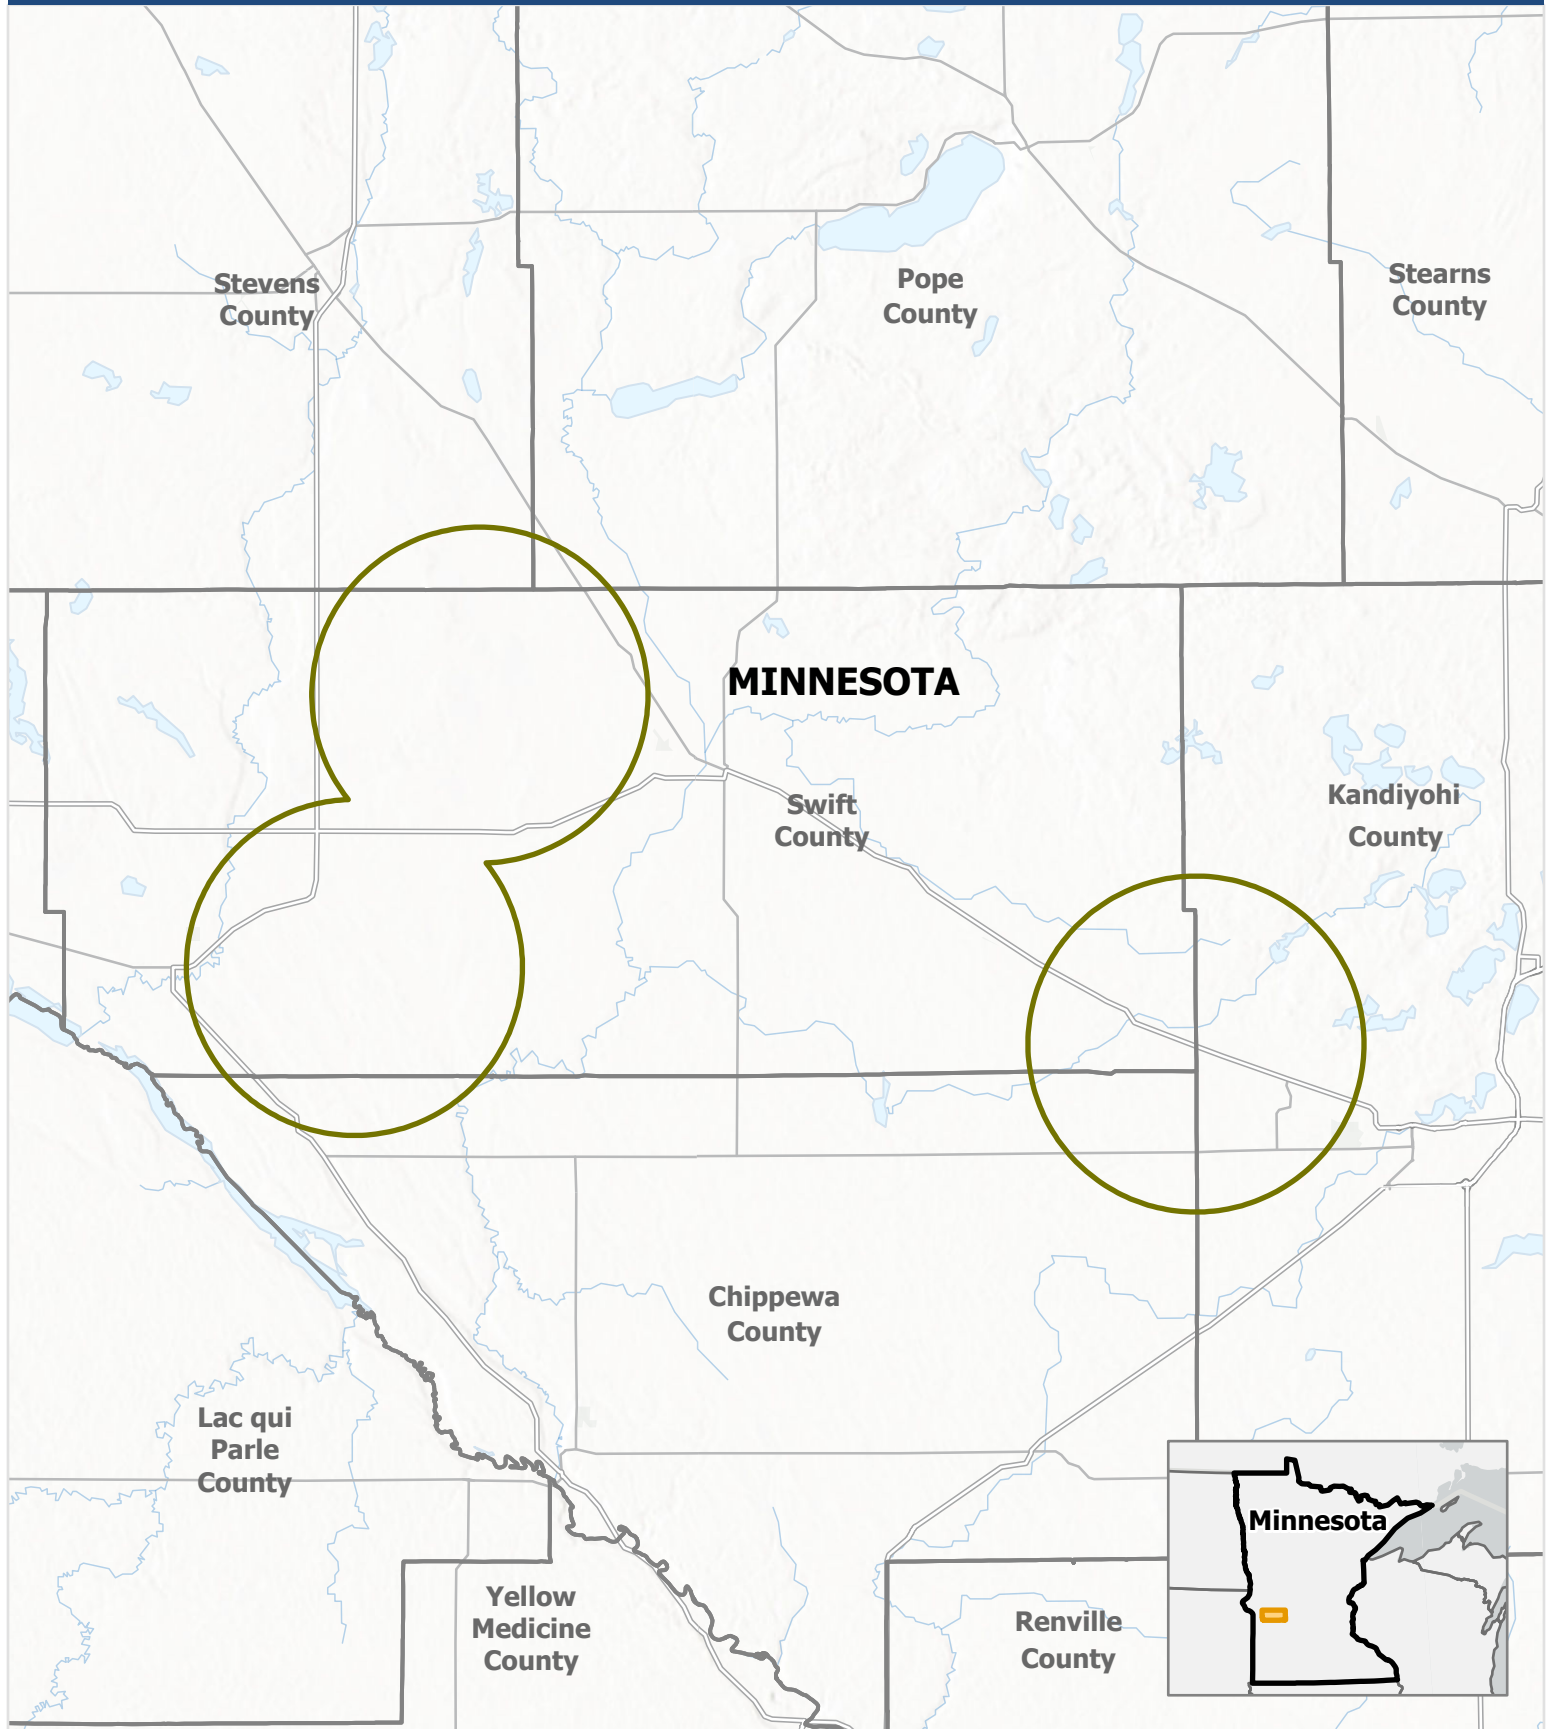 Stevens
County
Pope
County
Stearns
County
MINNESOTA
Swift
County
Kandiyohi
County
Chippewa
County
Lac qui
Parle
County
Yellow
Medicine
County
Renville
County
Minnesota